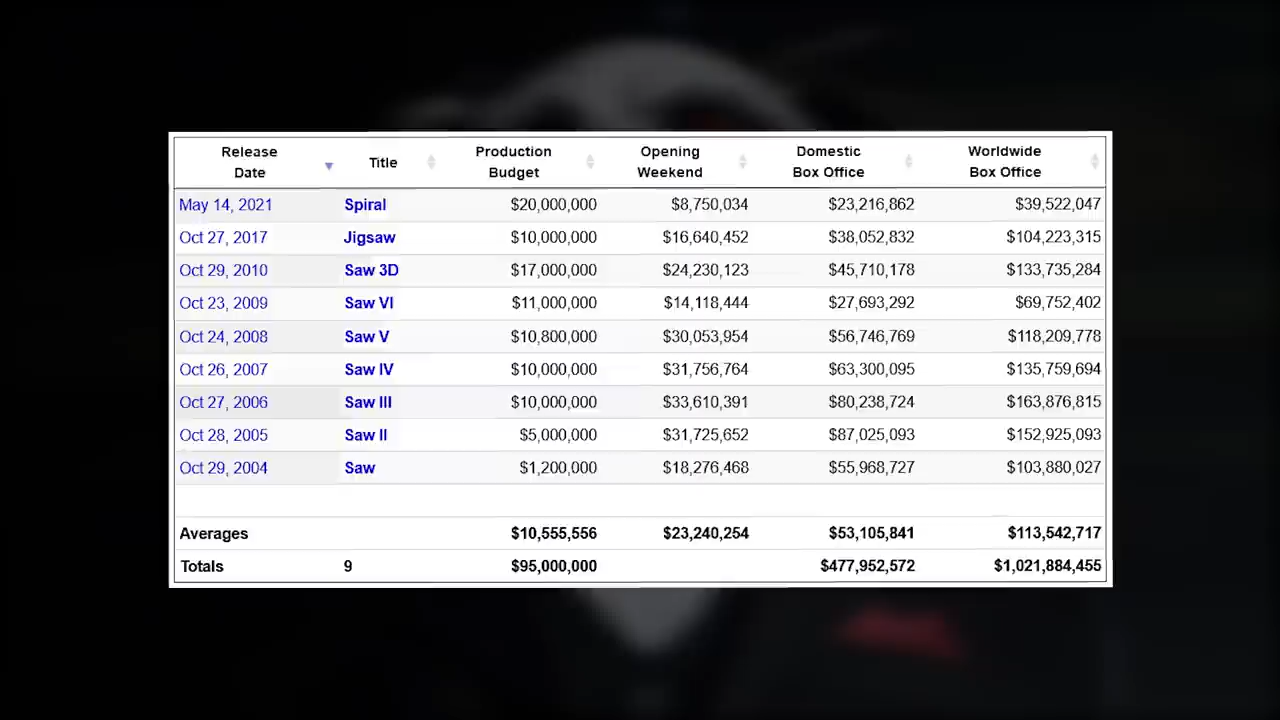 Release Date Title Production Budget Opening Weekend Domestic Box Office Worldwide Box Office
May 14, 2021 Spiral $20,000,000 $8,750,034 $23,216,862 $39,522,047
Oct 27, 2017 Jigsaw $10,000,000 $16,640,452 $38,052,832 $104,223,315
Oct 29, 2010 Saw 3D $17,000,000 $24,230,123 $45,710,178 $133,735,284
Oct 23, 2009 Saw VI $11,000,000 $14,118,444 $27,693,292 $69,752,402
Oct 24, 2008 Saw V $10,800,000 $30,053,954 $56,746,769 $118,209,778
Oct 26, 2007 Saw IV $10,000,000 $31,756,764 $63,300,095 $135,759,694
Oct 27, 2006 Saw III $10,000,000 $33,610,391 $80,238,724 $163,876,815
Oct 28, 2005 Saw II $5,000,000 $31,725,652 $87,025,093 $152,925,093
Oct 29, 2004 Saw $1,200,000 $18,276,468 $55,968,727 $103,880,027
Averages $10,555,556 $23,240,254 $53,105,841 $113,542,717
Totals 9 $95,000,000 $477,952,572 $1,021,884,455